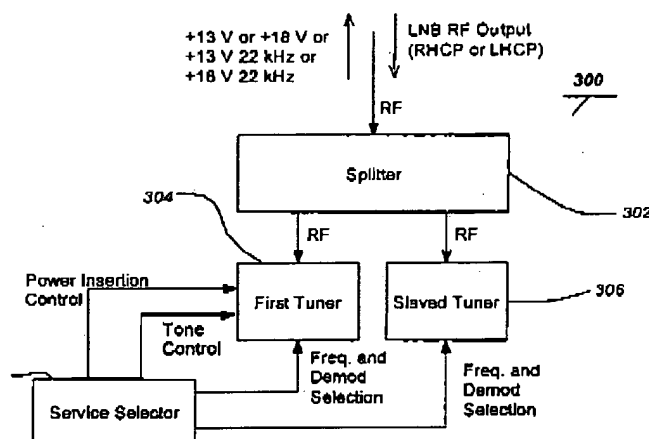 +13 V or +18 V or
+13 V 22 kHz or
+18 V 22 kHz
LNB RF Output
(RHCP or LHCP)
300
RF
Splitter
302
304
RF
RF
Power Insertion
Control
First Tuner
Slaved Tuner
306
Tone
Control
Freq. and
Demod
Selection
Freq. and
Demod
Selection
Service Selector